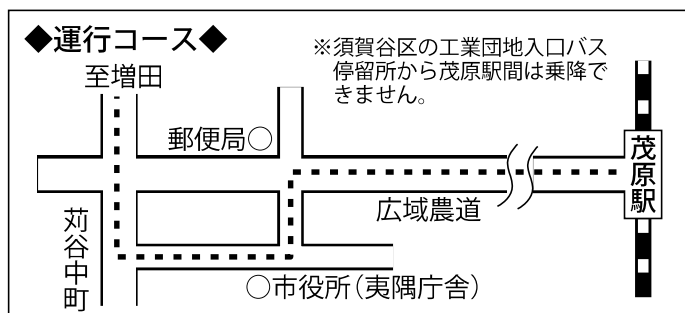 ◆運行コース◆
※須賀谷区の工業団地入口バス
停留所から茂原駅間は乗降で
きません。
至増田
郵便局○
茂原駅
広域農道
苅谷中町
○市役所(夷隅庁舎)